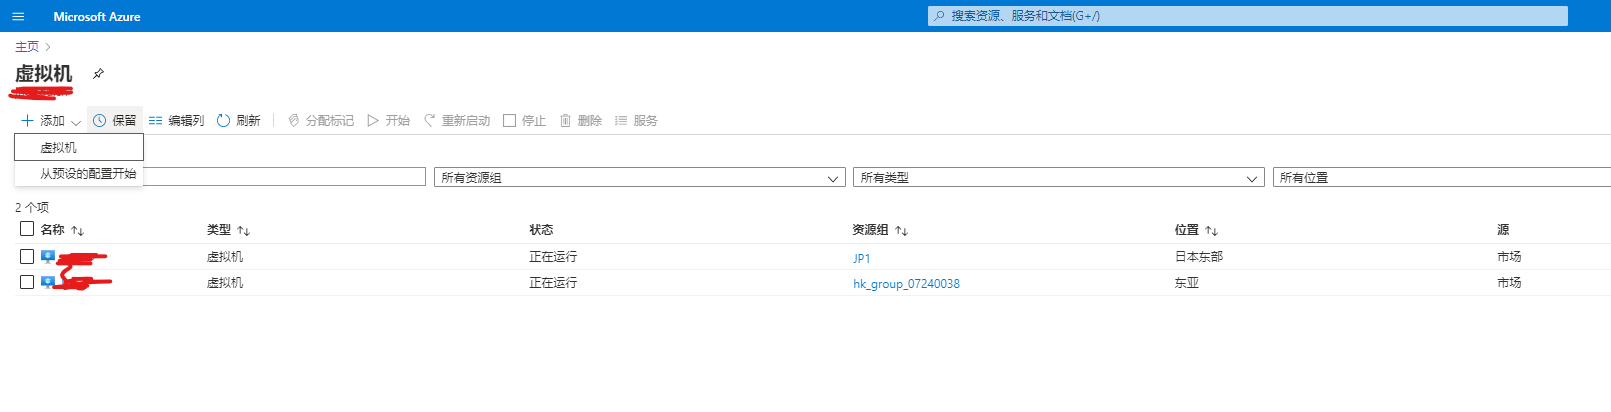 Microsoft Azure
搜索资源、服务和文档(G+/)
主页
虚拟机
添加 保留 编辑列 刷新 分配标记 开始 重新启动 停止 删除 服务
虚拟机
从预设的配置开始
所有资源组 所有类型 所有位置
2 个项
名称 类型 状态 资源组 位置 源
虚拟机 正在运行 JP1 日本东部 市场
虚拟机 正在运行 hk_group_07240038 东亚 市场